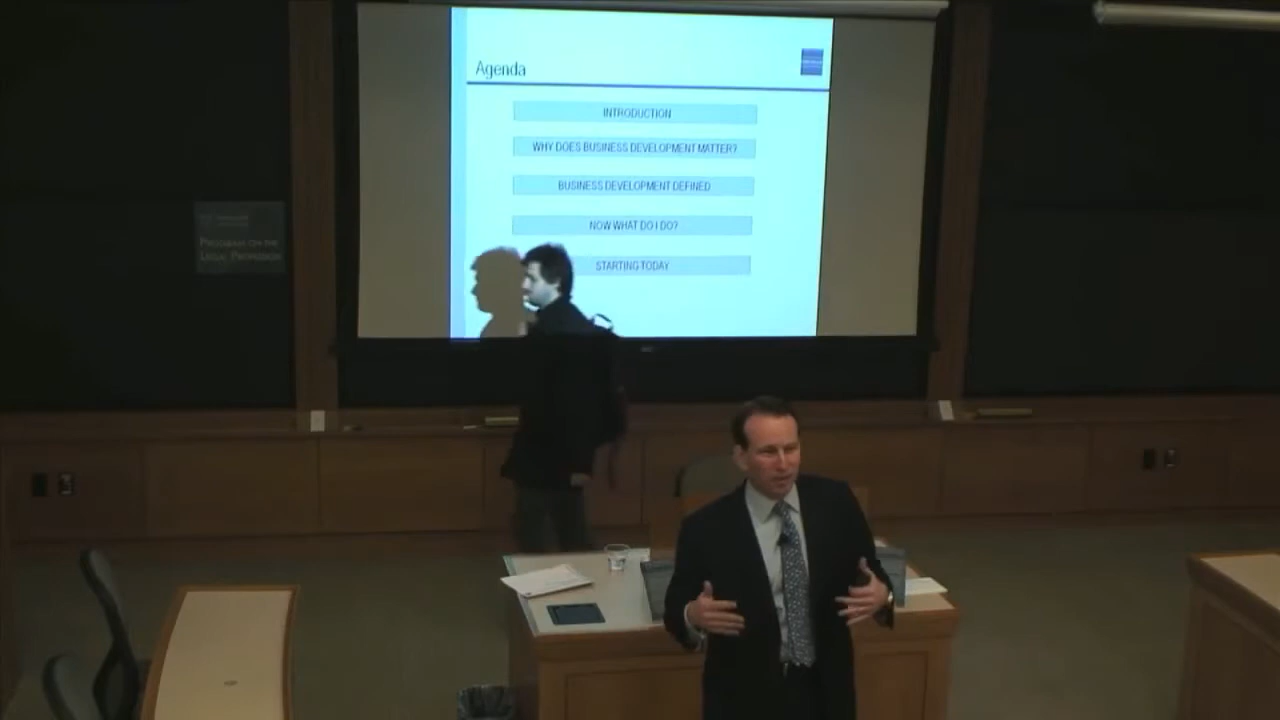 Agenda
INTRODUCTION
WHY DOES BUSINESS DEVELOPMENT MATTER?
BUSINESS DEVELOPMENT DEFINED
NOW WHAT DO I DO?
STARTING TODAY
PROGRAM ON THE
LEGAL PROFESSION